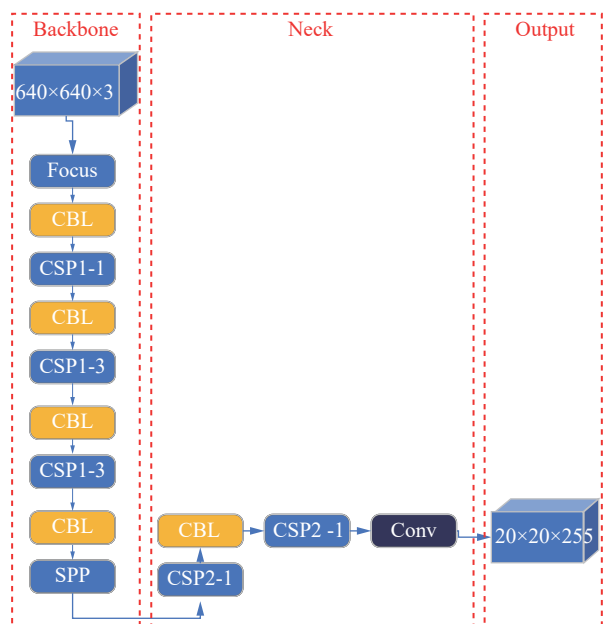 Backbone
Neck
Output
640×640×3
Focus
CBL
CSP1-1
CBL
CSP1-3
CBL
CSP1-3
CBL
SPP
CSP2-1
CBL
CSP2 -1
Conv
20×20×255